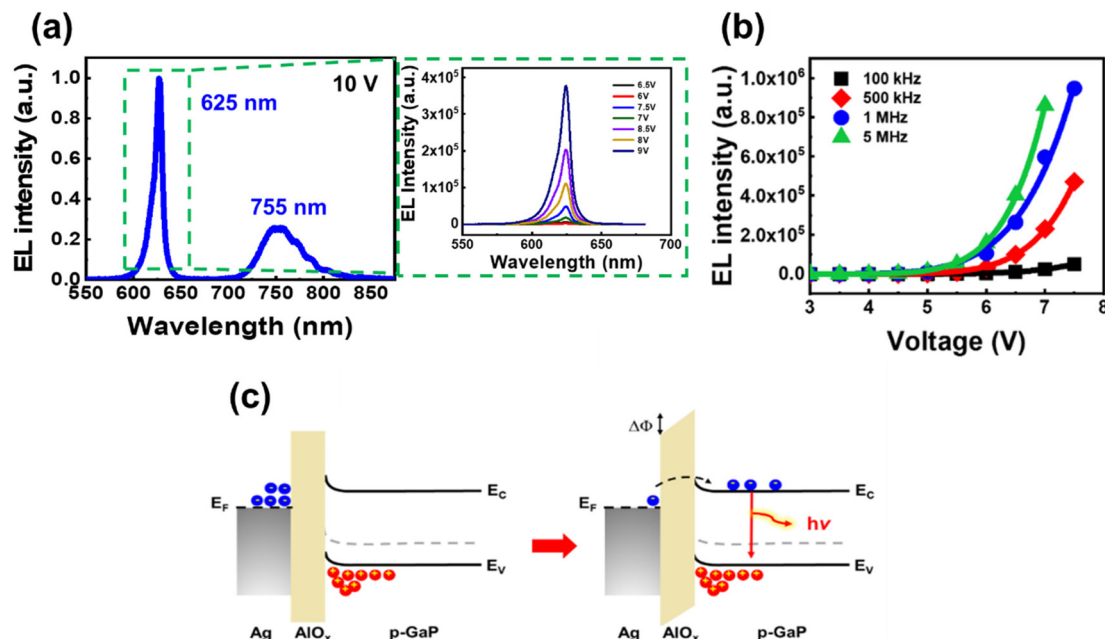 (a)
EL intensity (a.u.)
1.0
0.8
0.6
0.4
0.2
0.0
10 V
625 nm
755 nm
550 600 650 700 750 800 850
Wavelength (nm)
EL Intensity (a.u.)
4x10^5
3x10^5
2x10^5
1x10^5
0
6.5V
6V
7.5V
7V
8.5V
8V
9V
550 600 650 700
Wavelength (nm)
(b)
EL intensity (a.u.)
1.0x10^6
8.0x10^5
6.0x10^5
4.0x10^5
2.0x10^5
0.0
100 kHz
500 kHz
1 MHz
5 MHz
3 4 5 6 7 8
Voltage (V)
(c)
E_F
E_C
E_V
Ag AlO_x p-GaP
ΔΦ
E_F
E_C
hν
E_V
Ag AlO_x p-GaP